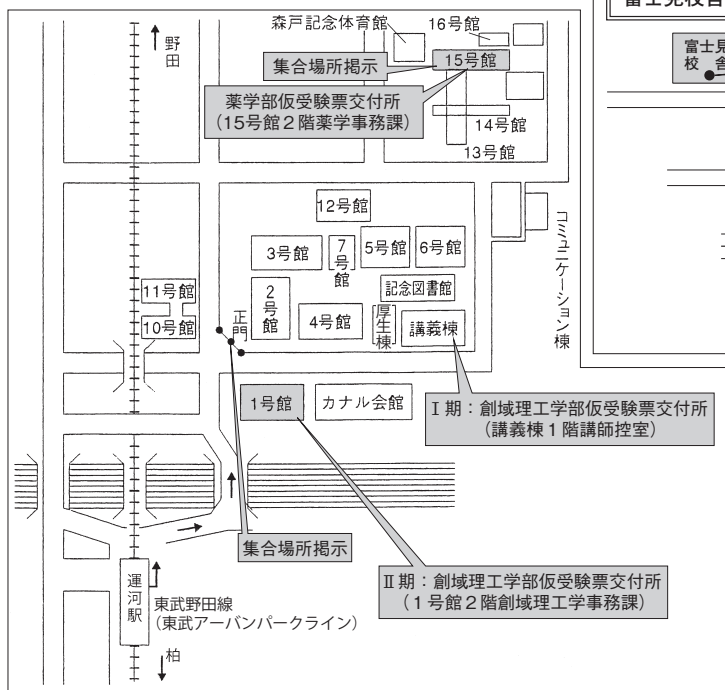 富士見校舎
富士見
校 舎
森戸記念体育館
16号館
野田
集合場所掲示
15号館
薬学部仮受験票交付所
(15号館2階薬学事務課)
14号館
13号館
12号館
コミュニケーション棟
3号館
7号館
5号館
6号館
11号館
10号館
正門
2号館
4号館
厚生棟
記念図書館
講義棟
1号館
カナル会館
Ⅰ期:創域理工学部仮受験票交付所
(講義棟1階講師控室)
集合場所掲示
Ⅱ期:創域理工学部仮受験票交付所
(1号館2階創域理工学事務課)
運河駅
東武野田線
(東武アーバンパークライン)
柏